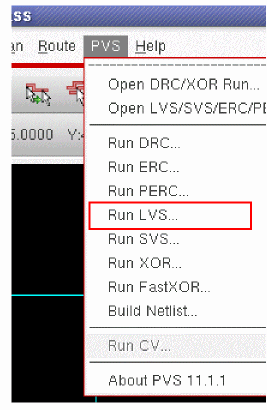 ss
an Route PVS Help
Open DRC/XOR Run...
Open LVS/SVS/ERC/PE
5.0000 Y:
Run DRC...
Run ERC...
Run PERC...
Run LVS...
Run SVS...
Run XOR...
Run FastXOR...
Build Netlist...
Run CV...
About PVS 11.1.1